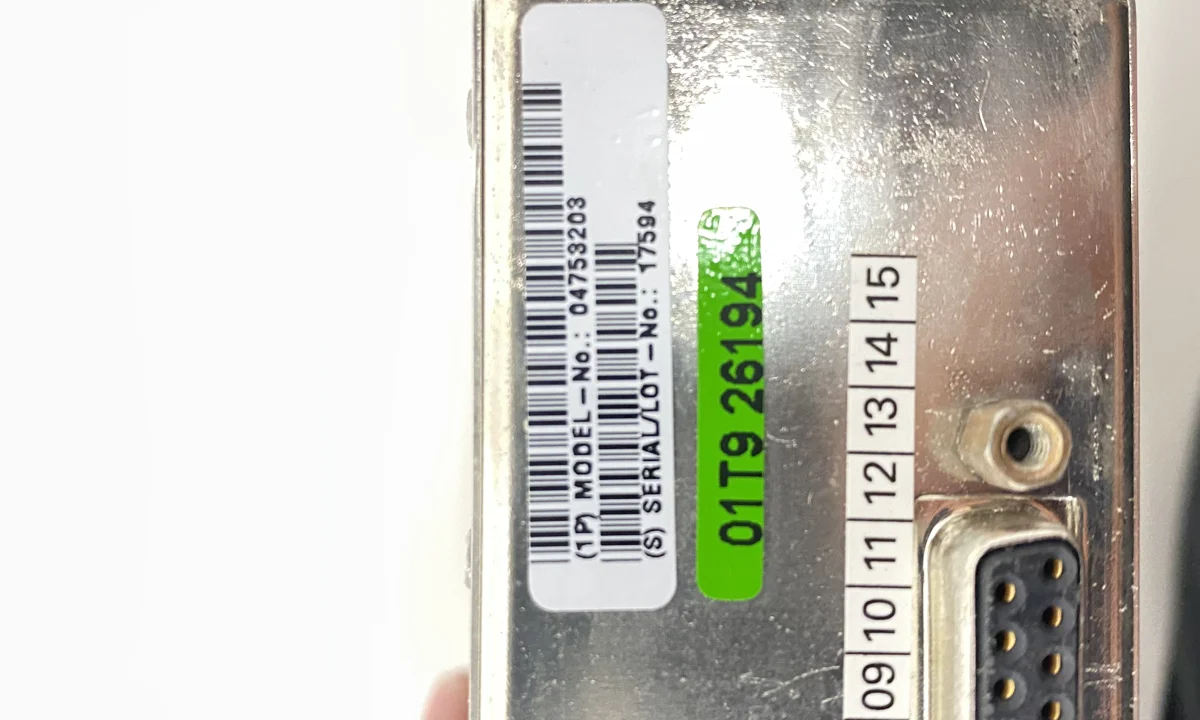 (1P) MODEL-No.: 04753203
(S) SERIAL/LOT-No.: 17594
01T9 26194
09 10 11 12 13 14 15